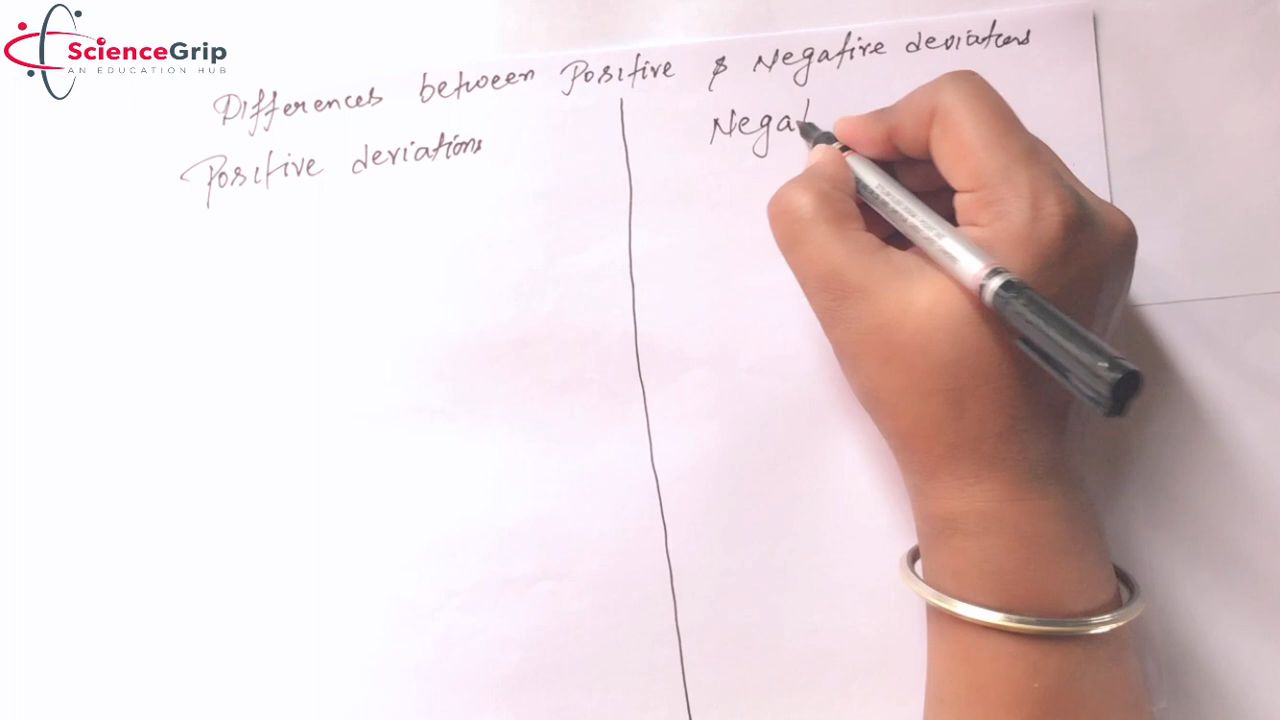 ScienceGrip
AN EDUCATION HUB
Differences between Positive & Negative deviations
Positive deviations
Negat